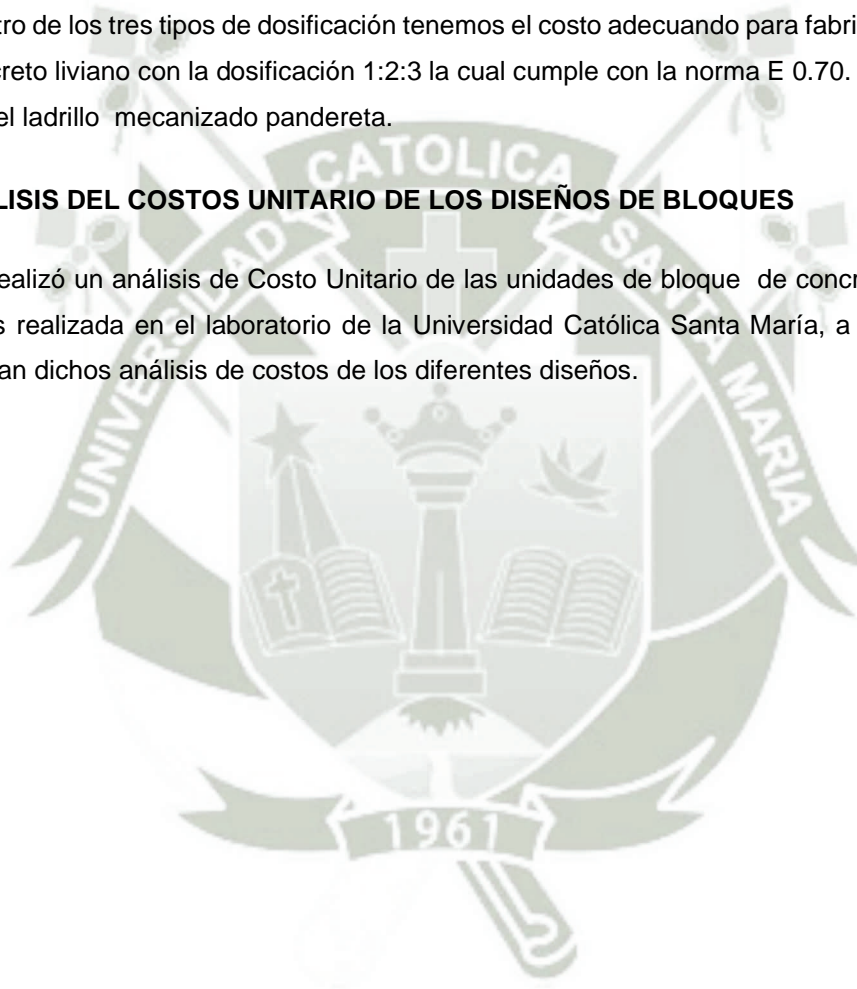 tro de los tres tipos de dosificación tenemos el costo adecuando para fabri
creto liviano con la dosificación 1:2:3 la cual cumple con la norma E 0.70.
el ladrillo mecanizado pandereta.
LISIS DEL COSTOS UNITARIO DE LOS DISEÑOS DE BLOQUES
ealizó un análisis de Costo Unitario de las unidades de bloque de concr
s realizada en el laboratorio de la Universidad Católica Santa María, a
an dichos análisis de costos de los diferentes diseños.
UNIVERSIDAD CATOLICA SANTA MARIA
1961